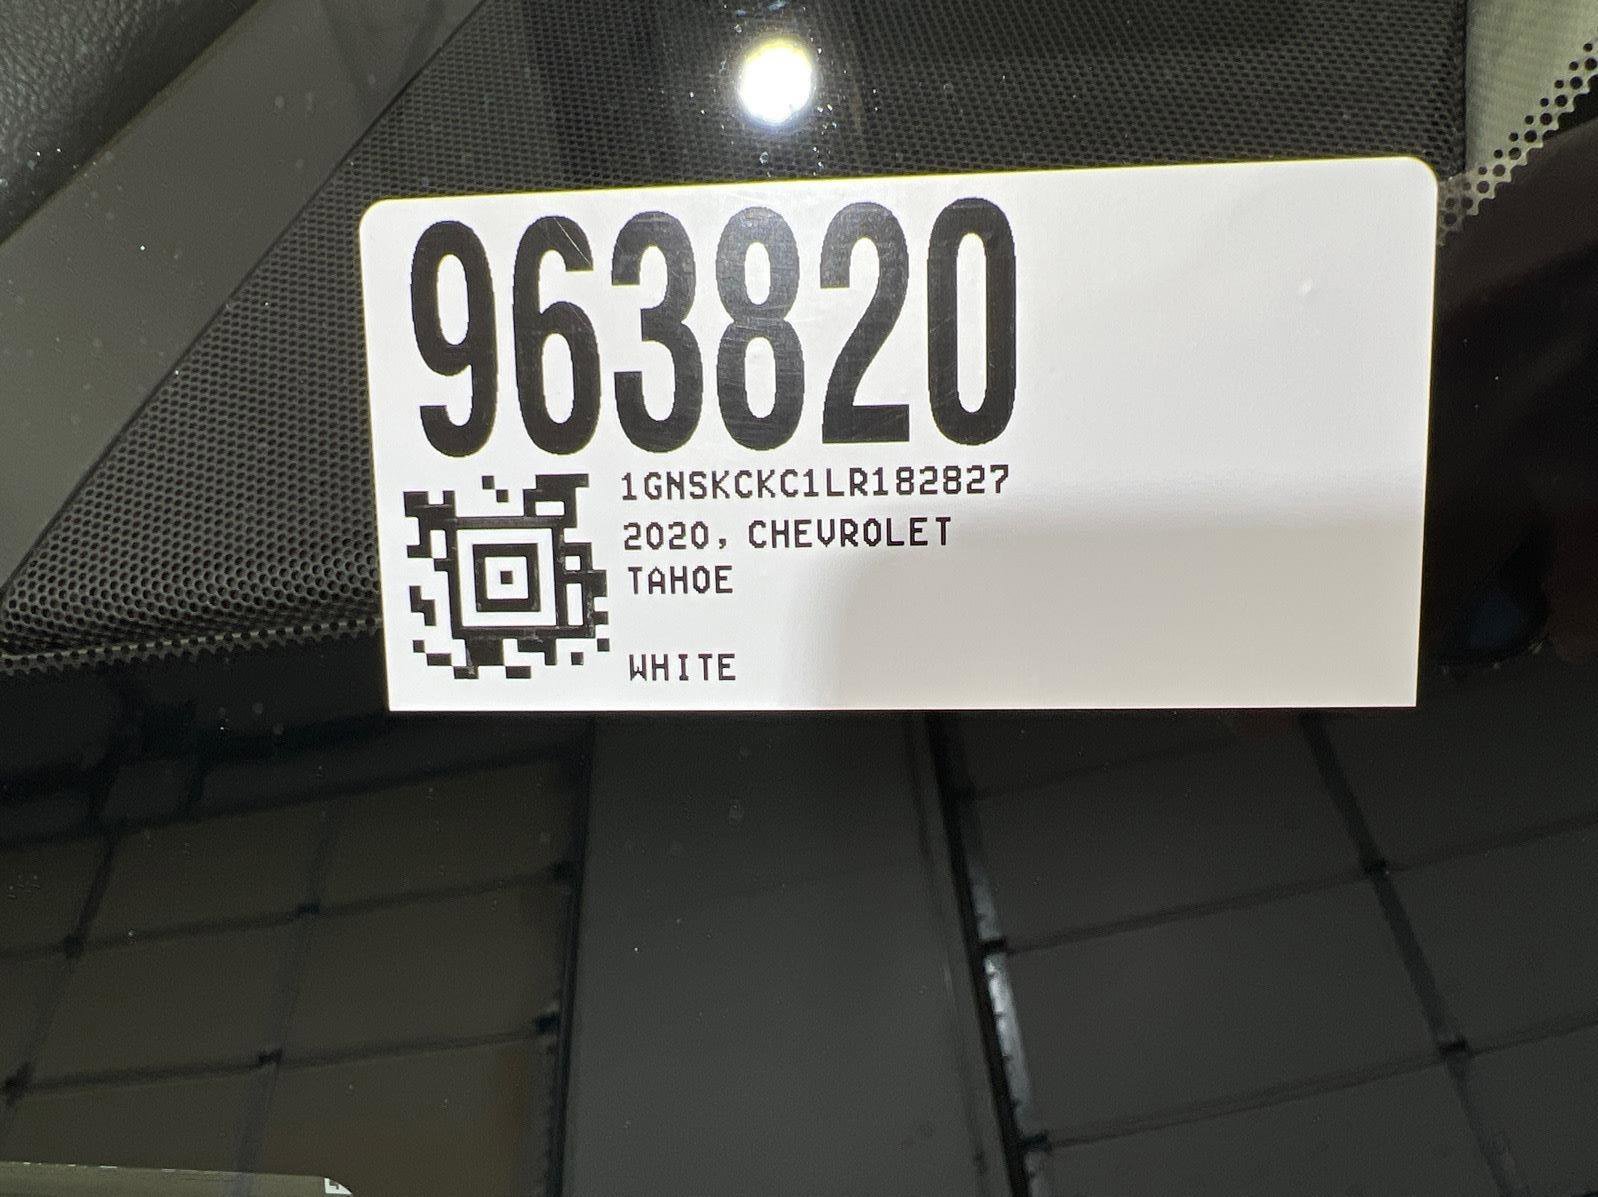 963820
1GNSKCKC1LR182827
2020, CHEVROLET
TAHOE
WHITE